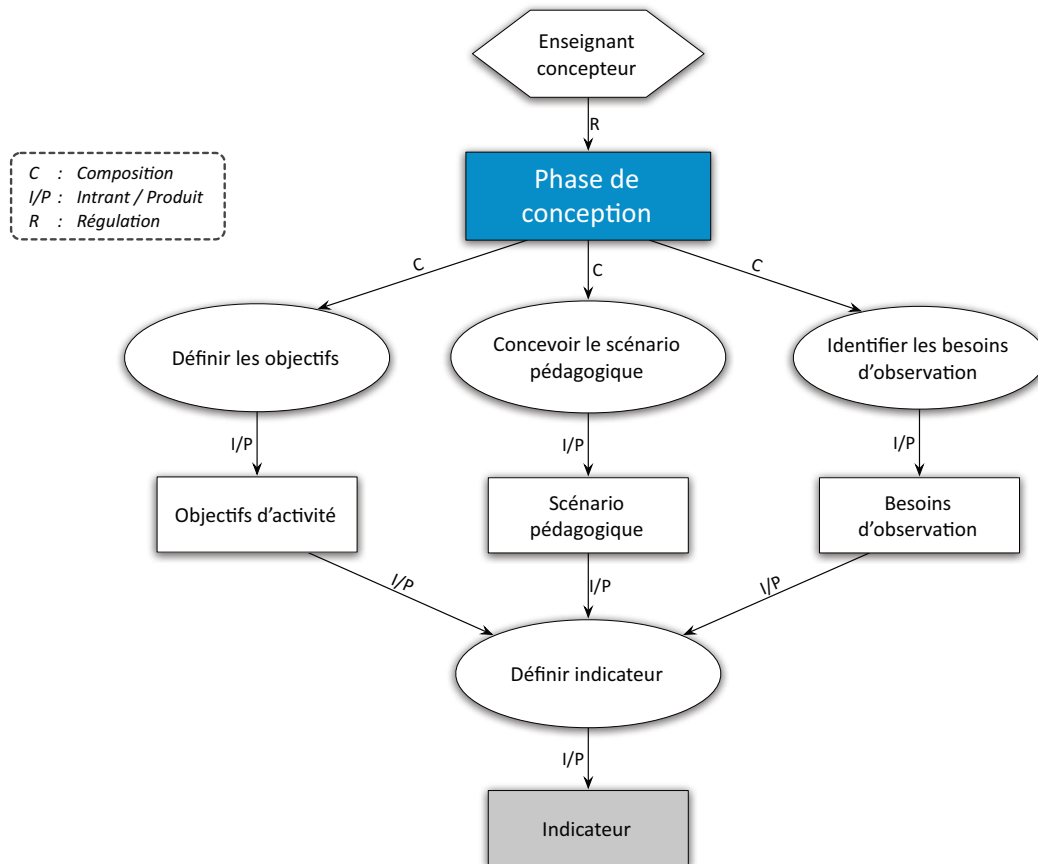 Enseignant
concepteur
R
C : Composition
I/P : Intrant / Produit
R : Régulation
Phase de
conception
C
C
C
Définir les objectifs
Concevoir le scénario
pédagogique
Identifier les besoins
d’observation
I/P
I/P
I/P
Objectifs d’activité
Scénario
pédagogique
Besoins
d’observation
I/P
I/P
I/P
Définir indicateur
I/P
Indicateur